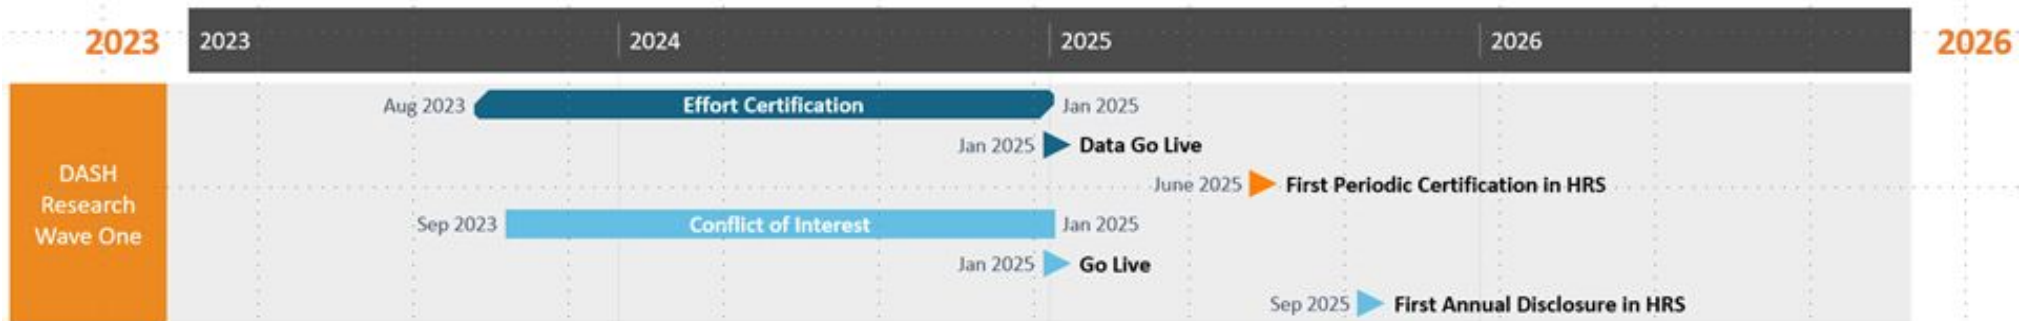 2023 2023 2024 2025 2026 2026
DASH
Research
Wave One
Aug 2023 Effort Certification Jan 2025
Jan 2025 Data Go Live
June 2025 First Periodic Certification in HRS
Sep 2023 Conflict of Interest Jan 2025
Jan 2025 Go Live
Sep 2025 First Annual Disclosure in HRS